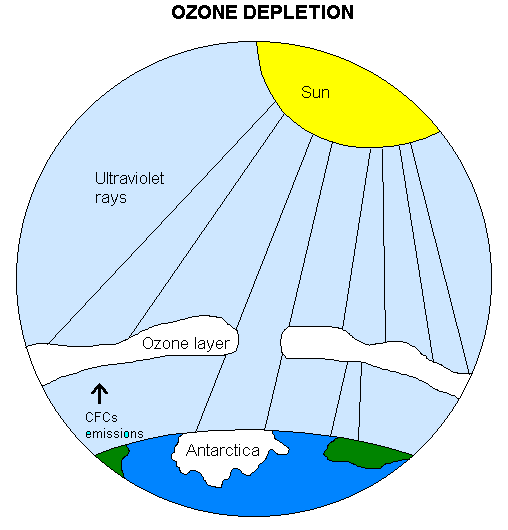 OZONE DEPLETION
Sun
Ultraviolet
rays
Ozone layer
CFCs
emissions
Antarctica